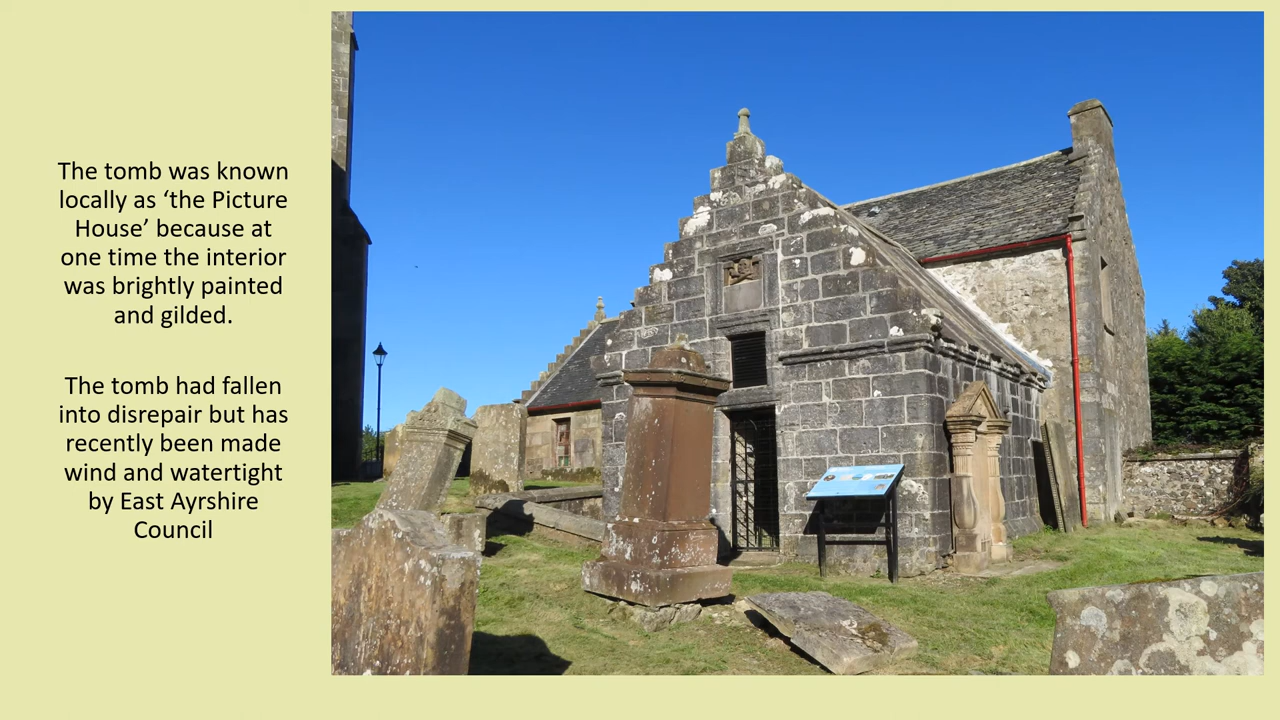 The tomb was known
locally as ‘the Picture
House’ because at
one time the interior
was brightly painted
and gilded.
The tomb had fallen
into disrepair but has
recently been made
wind and watertight
by East Ayrshire
Council